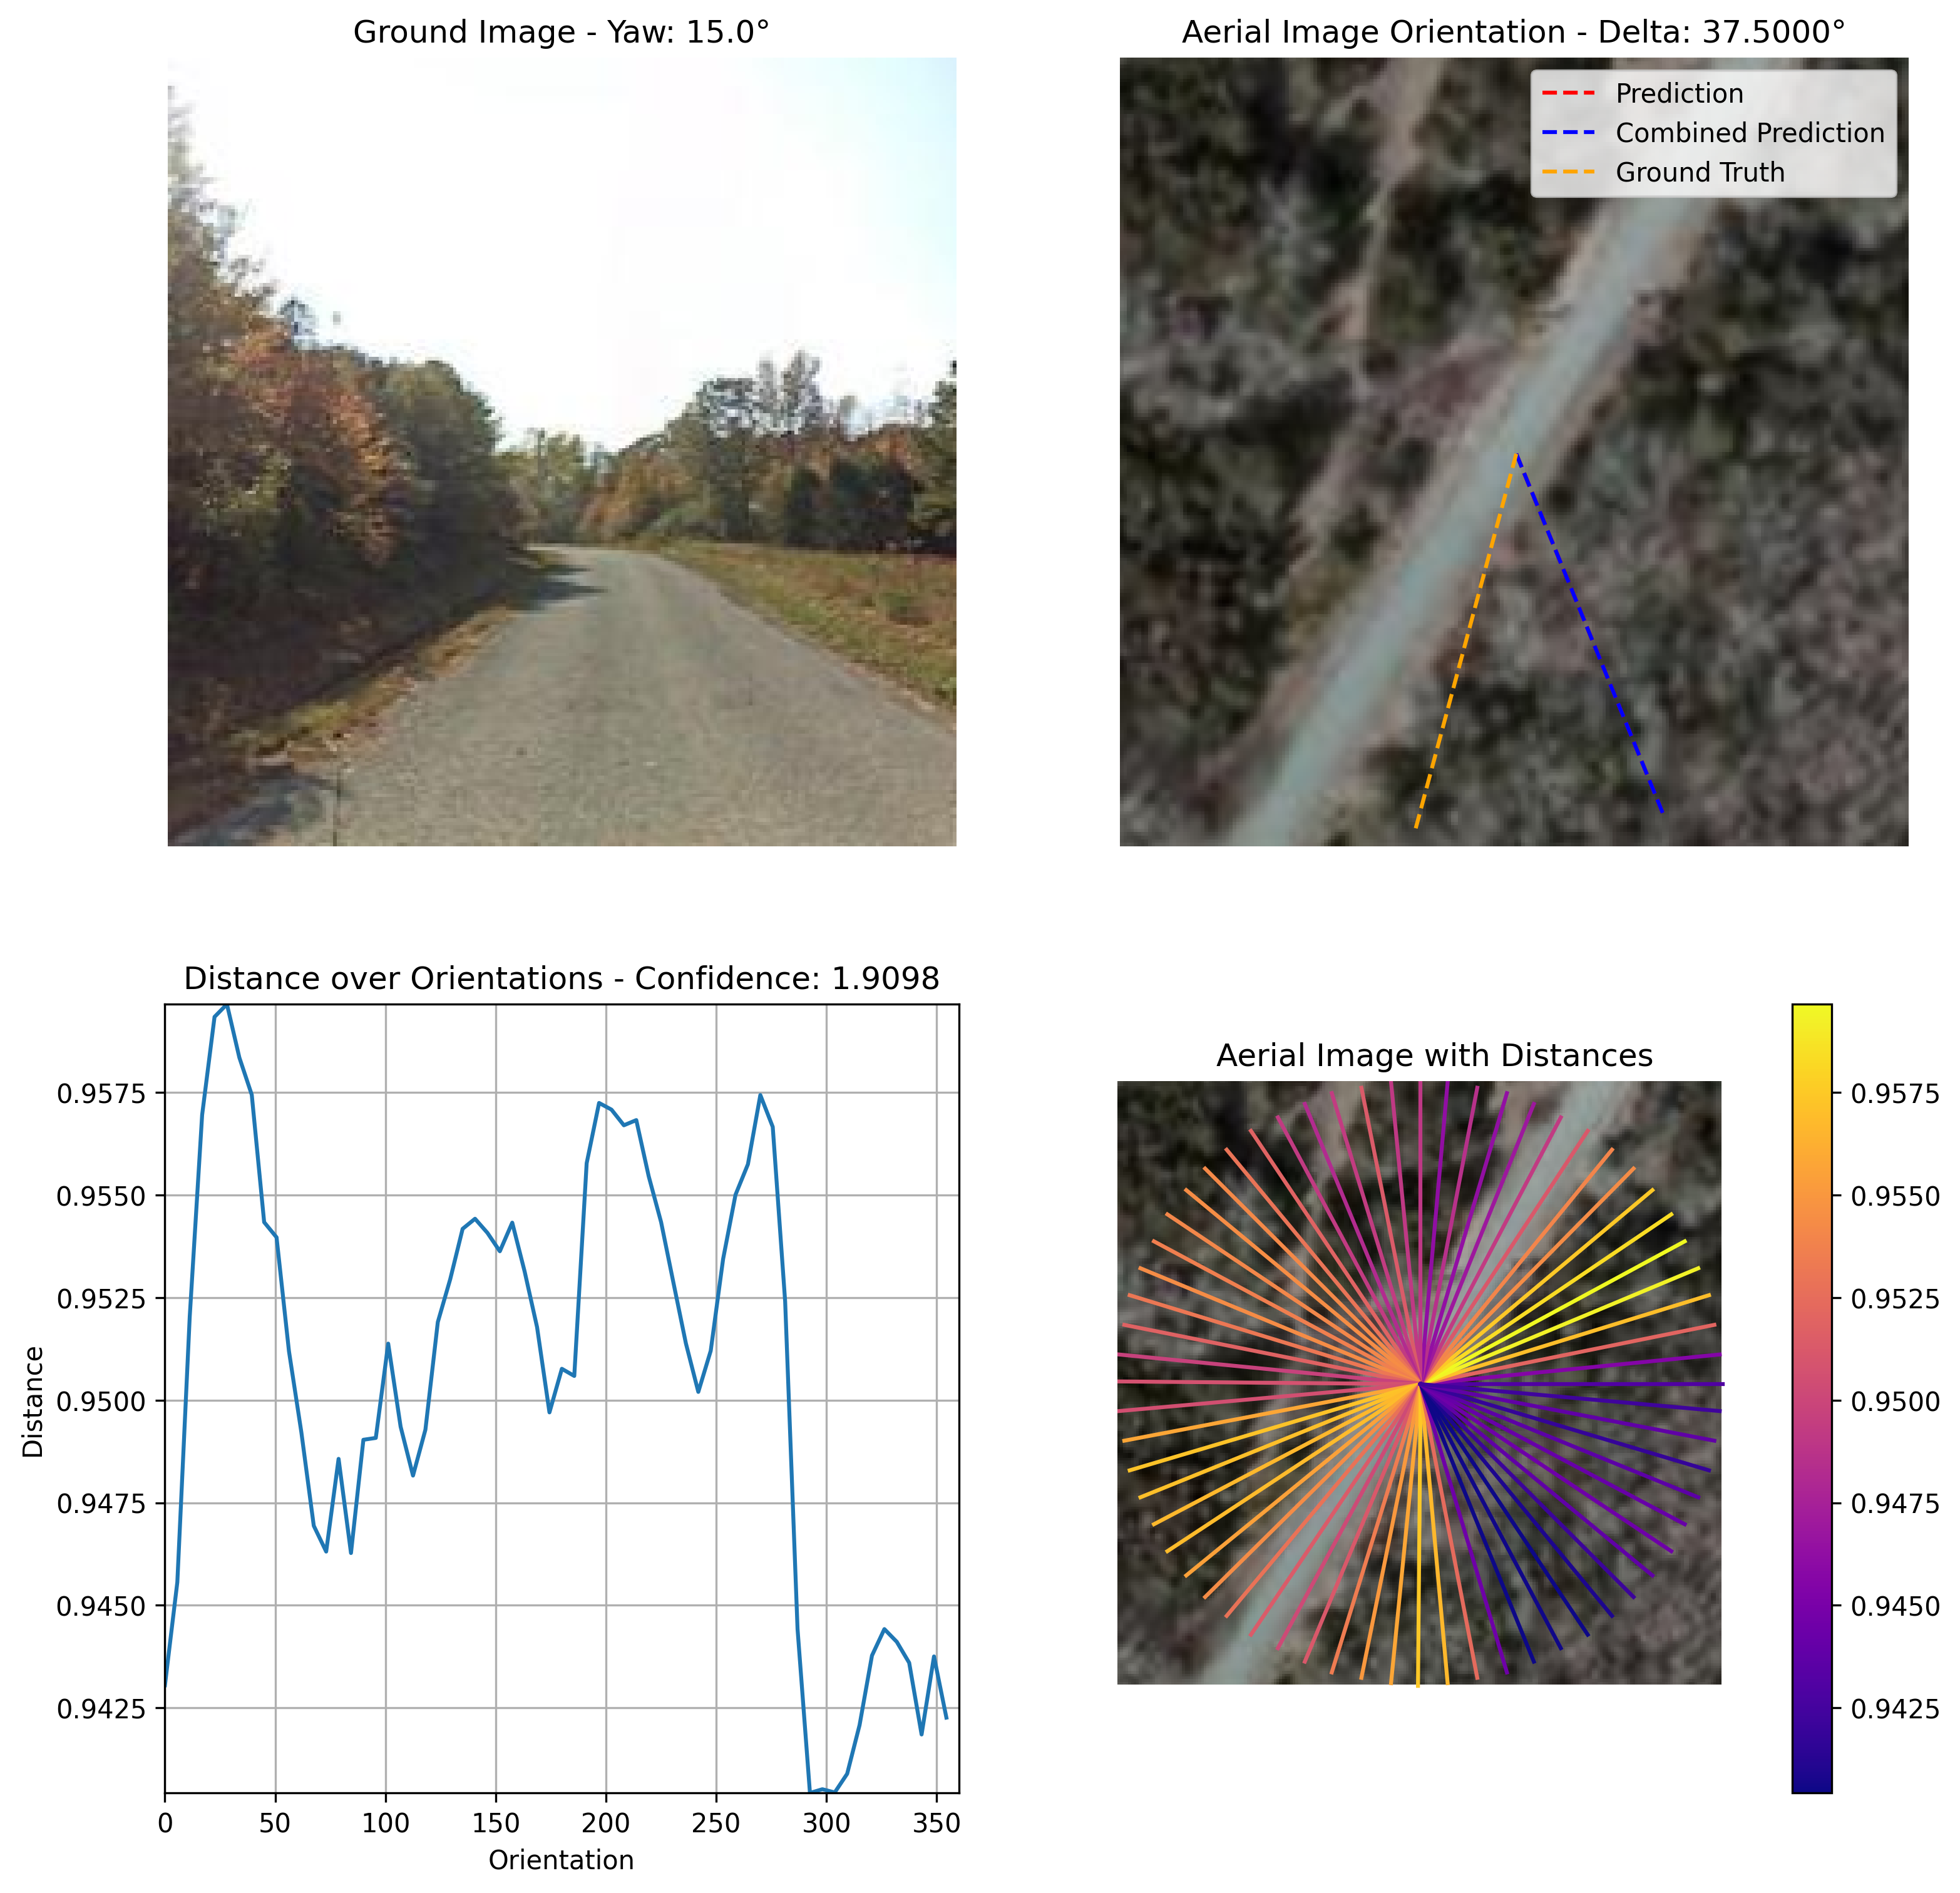 Ground Image - Yaw: 15.0°
Aerial Image Orientation - Delta: 37.5000°
Prediction
Combined Prediction
Ground Truth
Distance over Orientations - Confidence: 1.9098
0.9575
0.9550
0.9525
0.9500
0.9475
0.9450
0.9425
Distance
0 50 100 150 200 250 300 350
Orientation
Aerial Image with Distances
0.9575
0.9550
0.9525
0.9500
0.9475
0.9450
0.9425